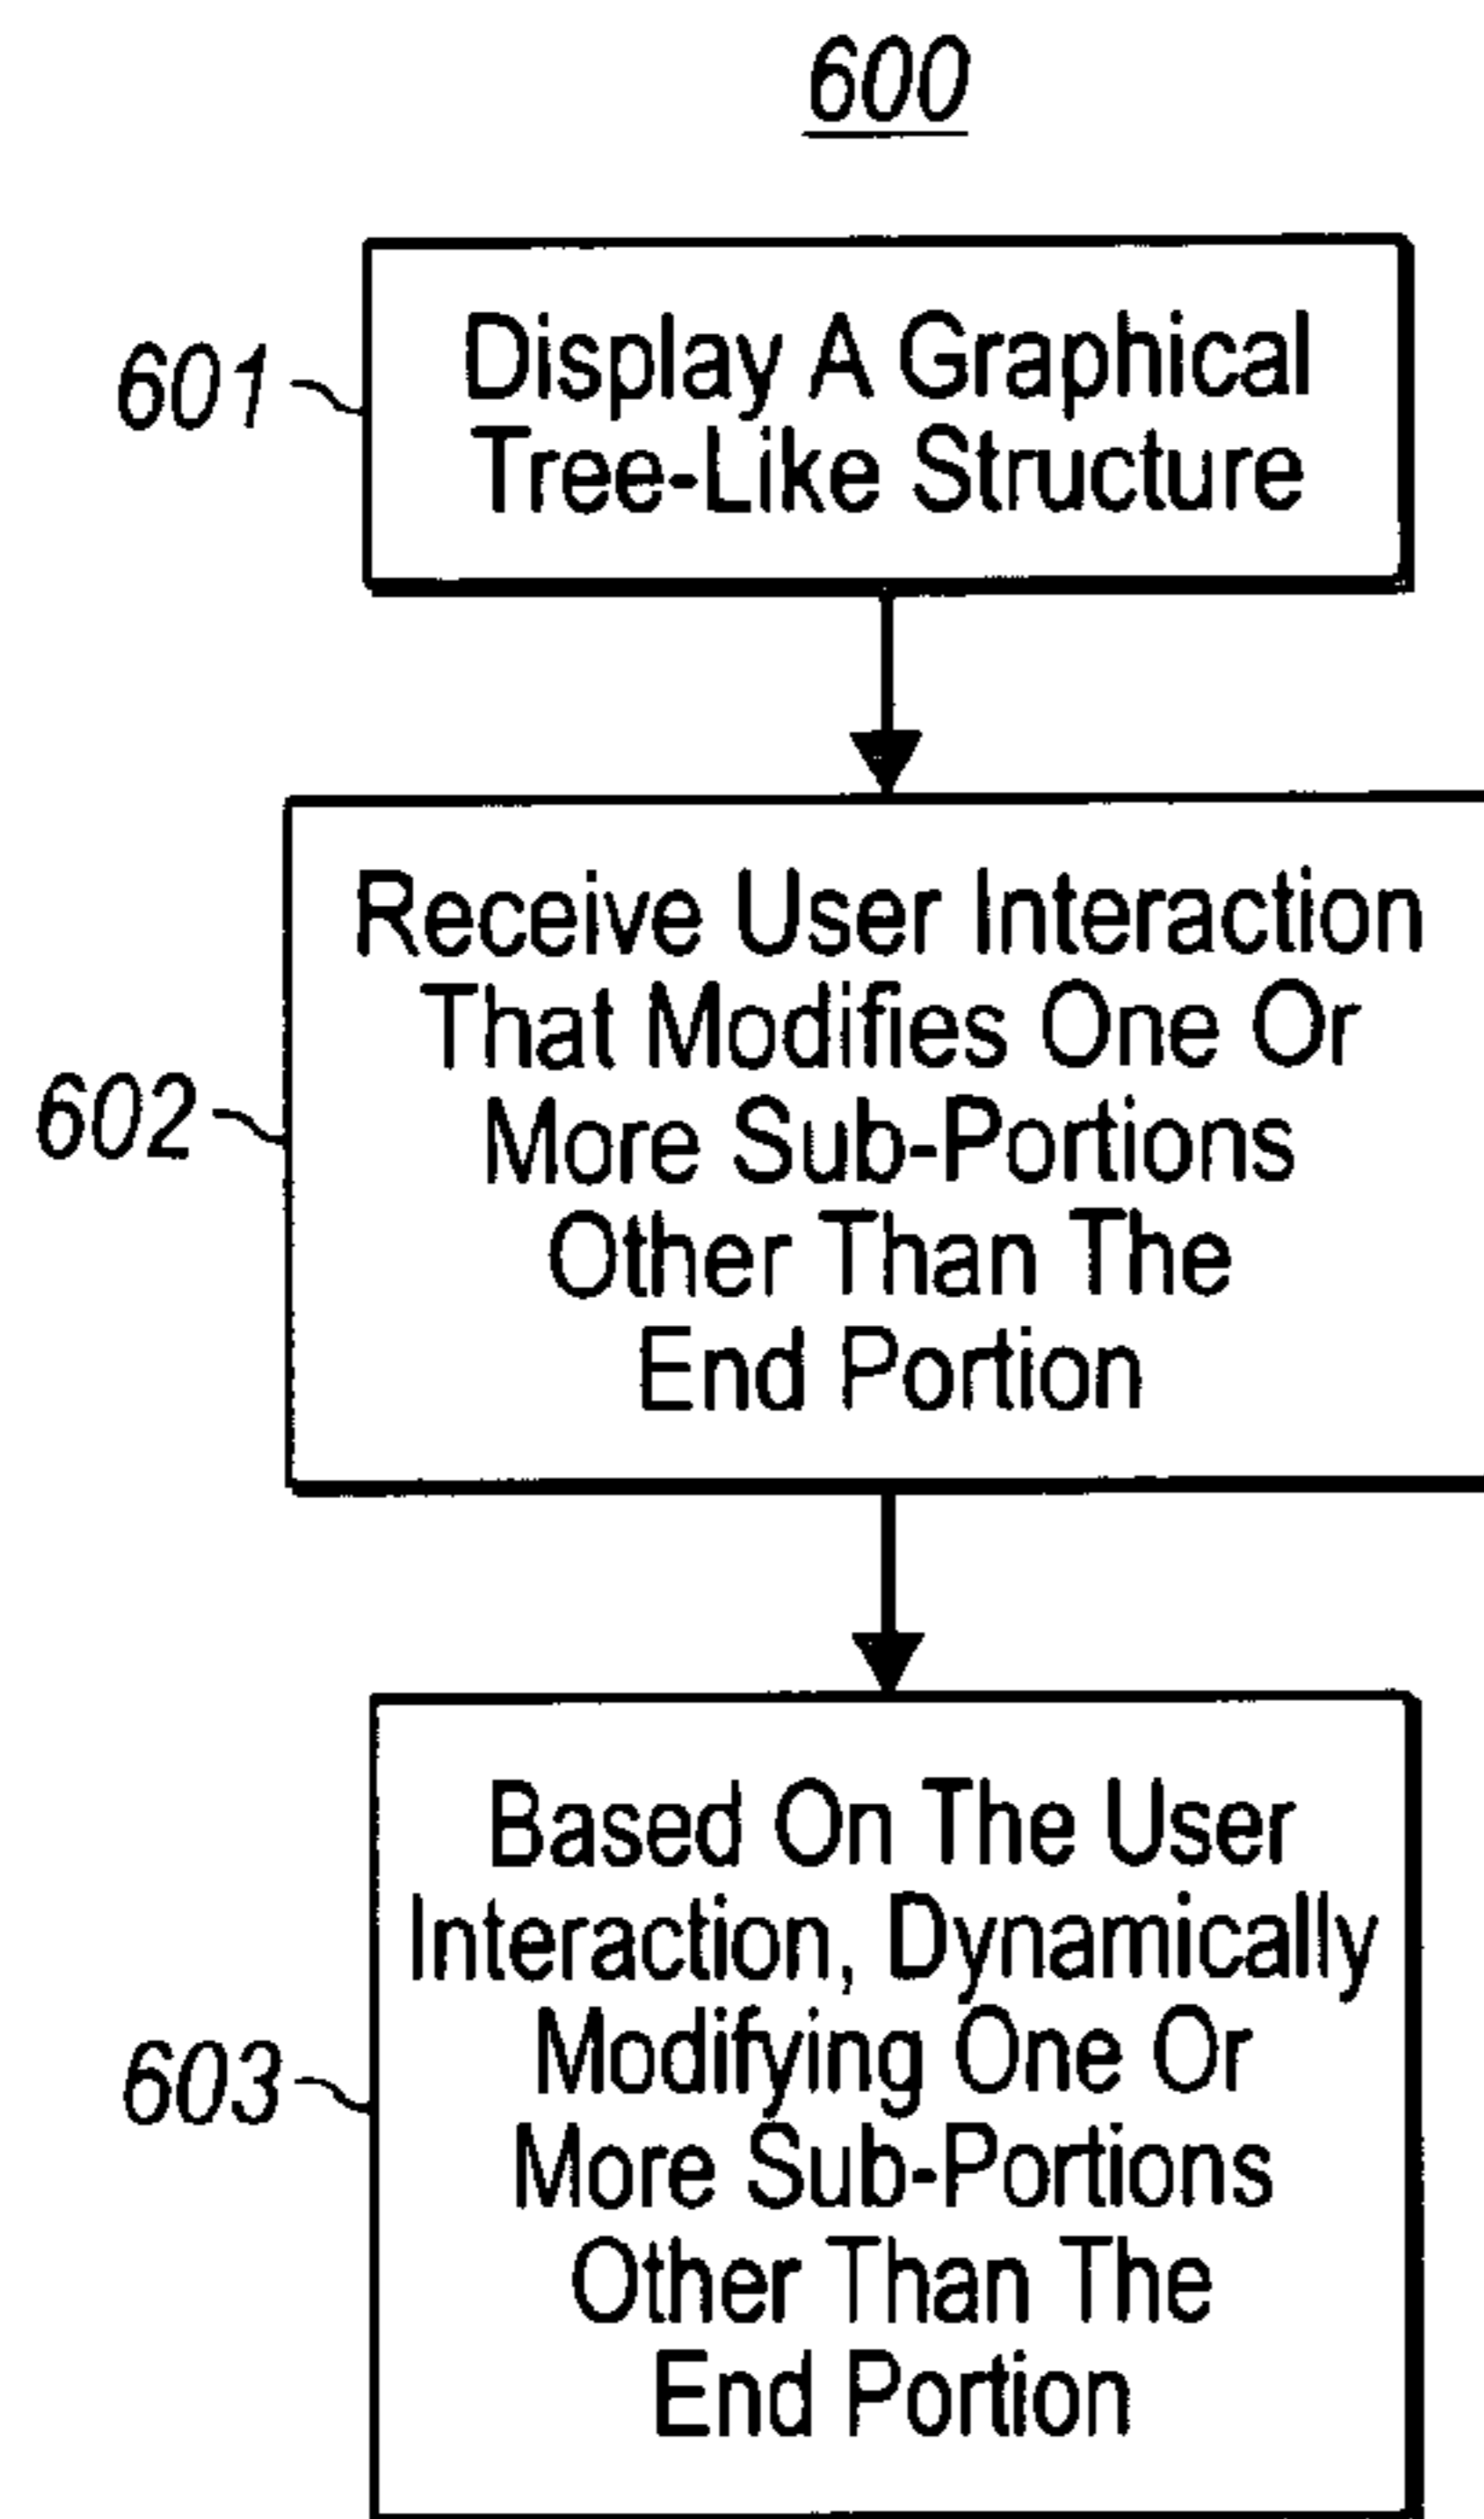 600
601
Display A Graphical
Tree-Like Structure
602
Receive User Interaction
That Modifies One Or
More Sub-Portions
Other Than The
End Portion
603
Based On The User
Interaction, Dynamically
Modifying One Or
More Sub-Portions
Other Than The
End Portion